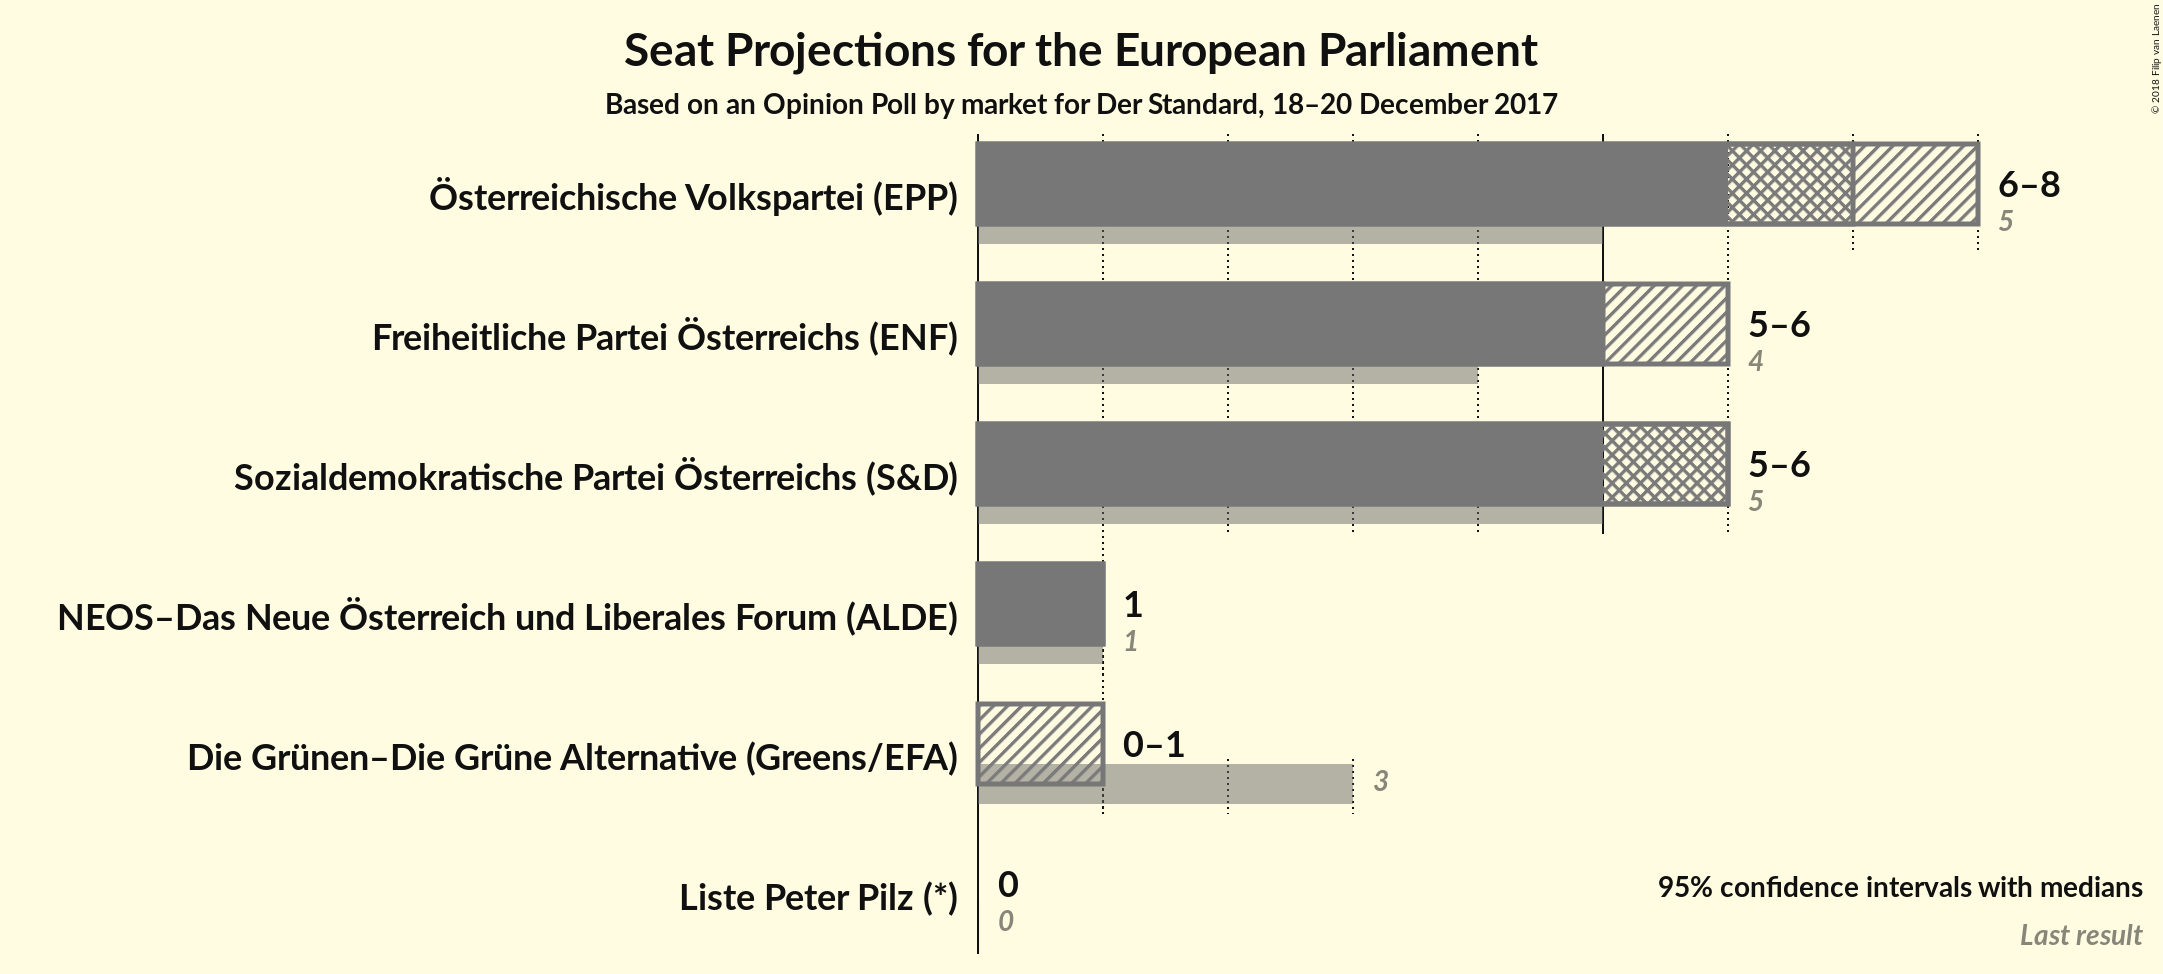 Seat Projections for the European Parliament
Based on an Opinion Poll by market for Der Standard, 18–20 December 2017
© 2018 Filip van Laenen
Österreichische Volkspartei (EPP)
6–8
5
Freiheitliche Partei Österreichs (ENF)
5–6
4
Sozialdemokratische Partei Österreichs (S&D)
5–6
5
NEOS–Das Neue Österreich und Liberales Forum (ALDE)
1
1
Die Grünen–Die Grüne Alternative (Greens/EFA)
0–1
3
Liste Peter Pilz (*)
0
0
95% confidence intervals with medians
Last result